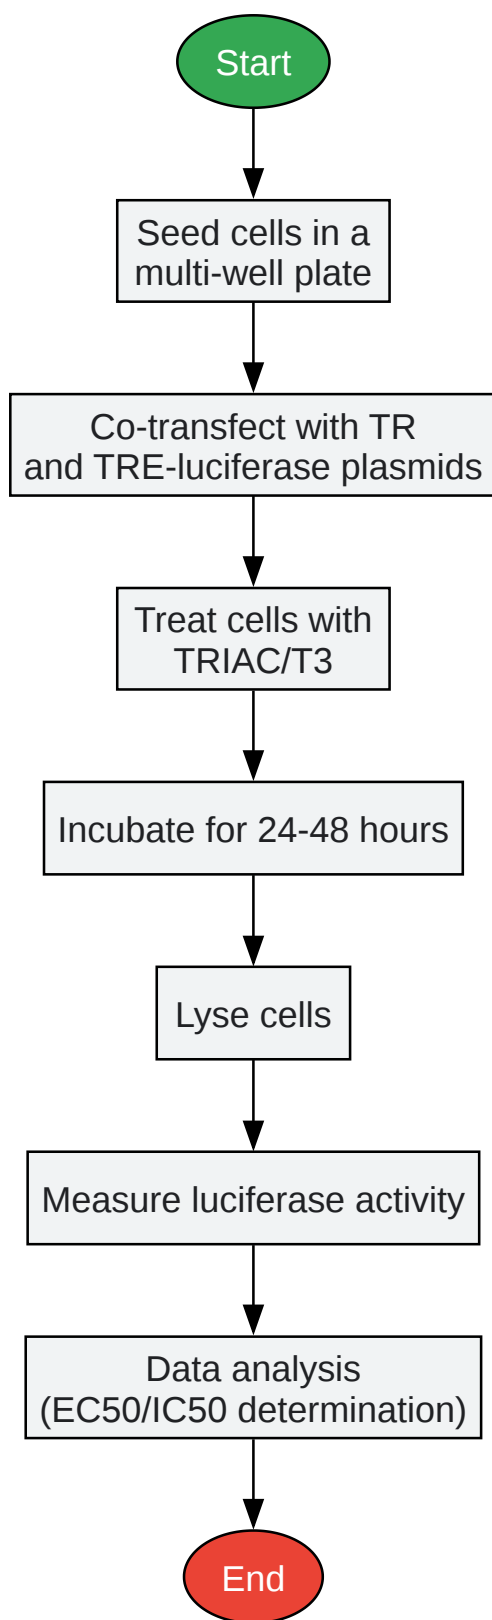 Start
Seed cells in a
multi-well plate
Co-transfect with TR
and TRE-luciferase plasmids
Treat cells with
TRIAC/T3
Incubate for 24-48 hours
Lyse cells
Measure luciferase activity
Data analysis
(EC50/IC50 determination)
End